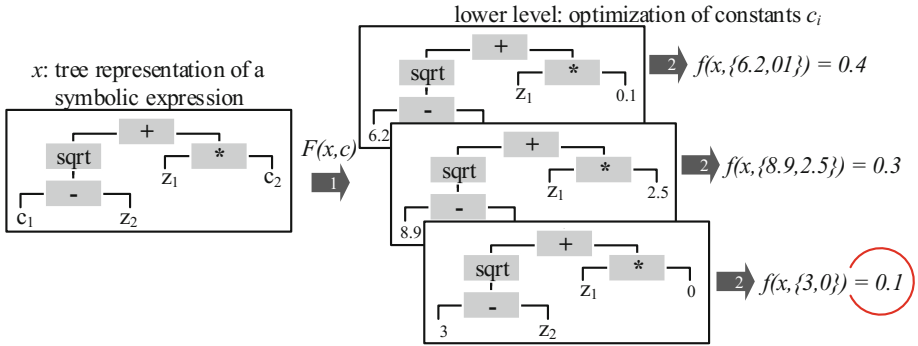 lower level: optimization of constants ci
x: tree representation of a
symbolic expression
+
sqrt
*
-
c1
z2
z1
c2
F(x,c)
1
+
sqrt
*
-
6.2
z1
0.1
2
f(x,{6.2,01}) = 0.4
+
sqrt
*
-
8.9
z1
2.5
2
f(x,{8.9,2.5}) = 0.3
+
sqrt
*
-
3
z2
z1
0
2
f(x,{3,0}) = 0.1